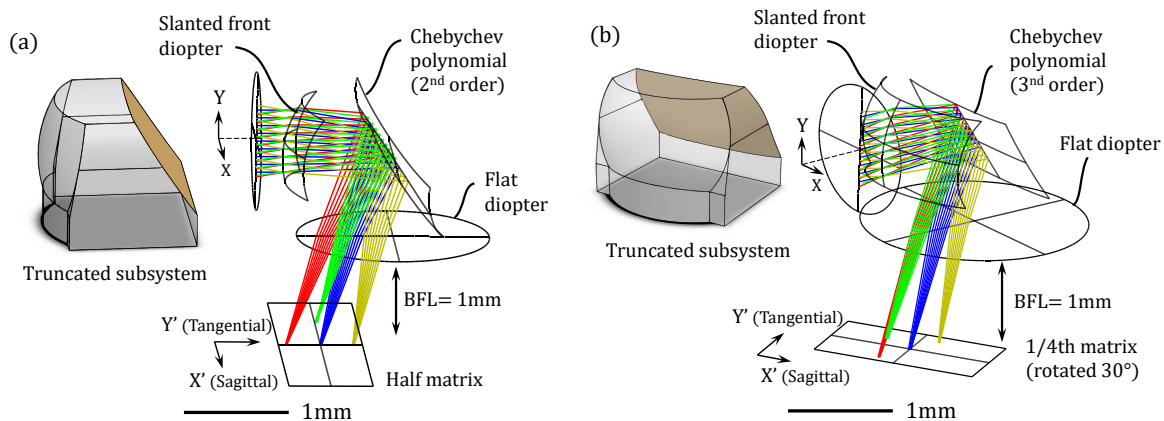 (a)
Slanted front
diopter
Chebychev
polynomial
(2nd order)
Y
X
Flat
diopter
Truncated subsystem
BFL= 1mm
Y' (Tangential)
X' (Sagittal)
Half matrix
1mm
(b)
Slanted front
diopter
Chebychev
polynomial
(3nd order)
Y
X
Flat diopter
Truncated subsystem
BFL= 1mm
Y' (Tangential)
X' (Sagittal)
1/4th matrix
(rotated 30°)
1mm